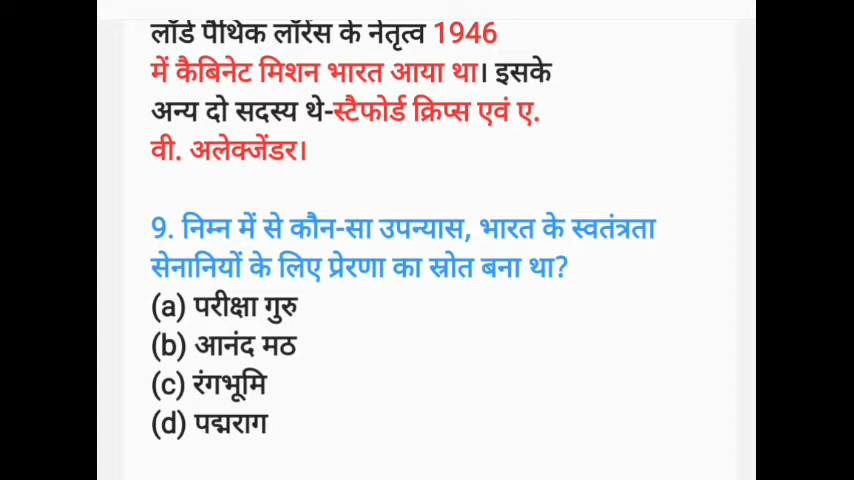 लॉर्ड पैथिक लॉरेंस के नेतृत्व 1946
में कैबिनेट मिशन भारत आया था। इसके
अन्य दो सदस्य थे-स्टैफोर्ड क्रिप्स एवं ए.
वी. अलेक्जेंडर।
9. निम्न में से कौन-सा उपन्यास, भारत के स्वतंत्रता
सेनानियों के लिए प्रेरणा का स्रोत बना था?
(a) परीक्षा गुरु
(b) आनंद मठ
(c) रंगभूमि
(d) पद्मराग